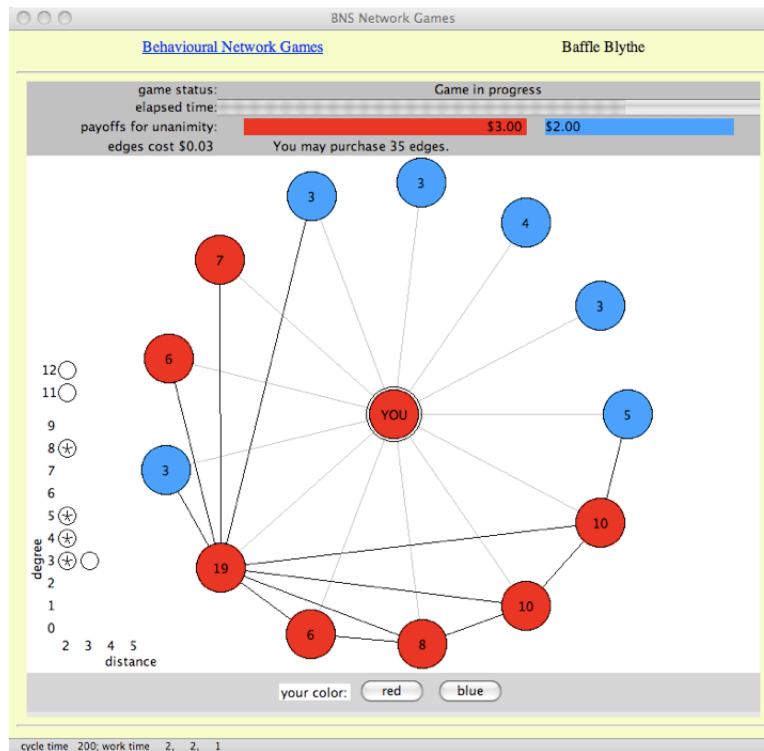 BNS Network Games
Behavioural Network Games Baffle Blythe
game status: Game in progress
elapsed time:
payoffs for unanimity: $3.00 $2.00
edges cost $0.03 You may purchase 35 edges.
3
3
4
7
3
6
12
11
YOU
5
9
8
3
7
6
10
5
4
19
3
10
2
6
8
1
0
degree
2 3 4 5
distance
your color: red blue
cycle time 200; work time 2, 2, 1